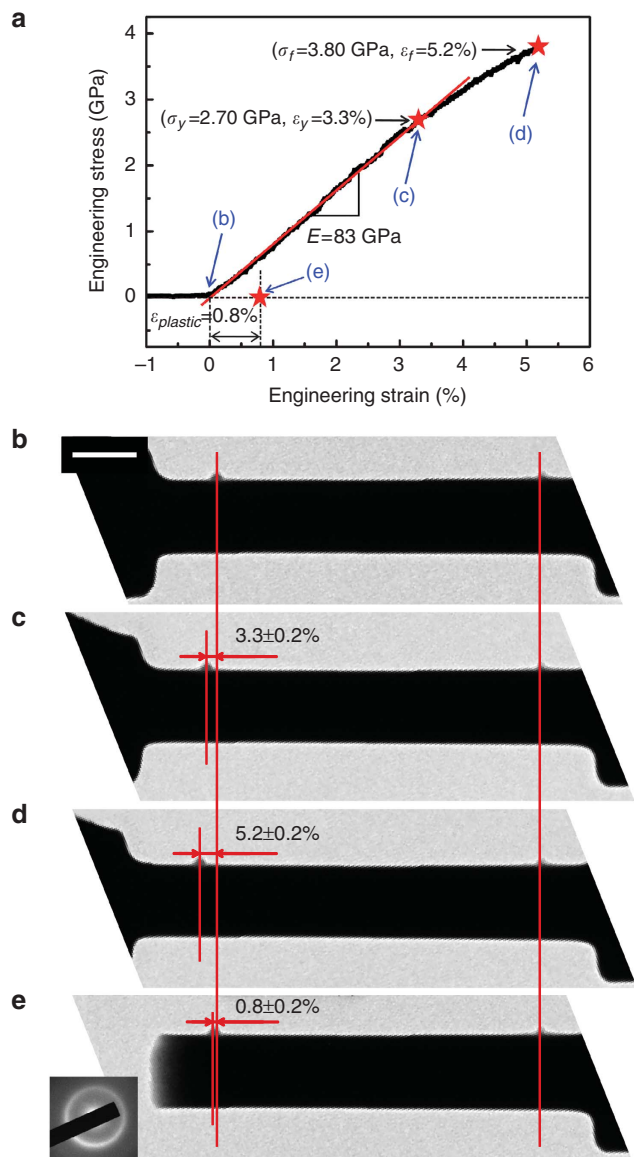 a
4
3
2
1
0
Engineering stress (GPa)
(σf=3.80 GPa, εf=5.2%)
(d)
(σy=2.70 GPa, εy=3.3%)
(c)
(b)
E=83 GPa
(e)
εplastic=0.8%
–1 0 1 2 3 4 5 6
Engineering strain (%)
b
c
3.3±0.2%
d
5.2±0.2%
e
0.8±0.2%